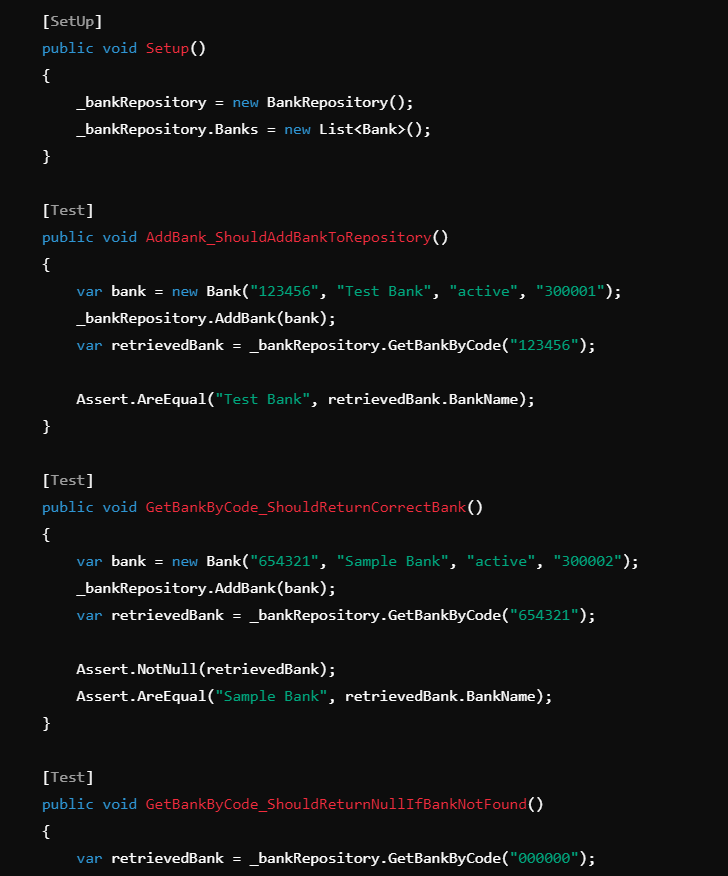 [SetUp]
public void Setup()
{
    _bankRepository = new BankRepository();
    _bankRepository.Banks = new List<Bank>();
}

[Test]
public void AddBank_ShouldAddBankToRepository()
{
    var bank = new Bank("123456", "Test Bank", "active", "300001");
    _bankRepository.AddBank(bank);
    var retrievedBank = _bankRepository.GetBankByCode("123456");

    Assert.AreEqual("Test Bank", retrievedBank.BankName);
}

[Test]
public void GetBankByCode_ShouldReturnCorrectBank()
{
    var bank = new Bank("654321", "Sample Bank", "active", "300002");
    _bankRepository.AddBank(bank);
    var retrievedBank = _bankRepository.GetBankByCode("654321");

    Assert.NotNull(retrievedBank);
    Assert.AreEqual("Sample Bank", retrievedBank.BankName);
}

[Test]
public void GetBankByCode_ShouldReturnNullIfBankNotFound()
{
    var retrievedBank = _bankRepository.GetBankByCode("000000");